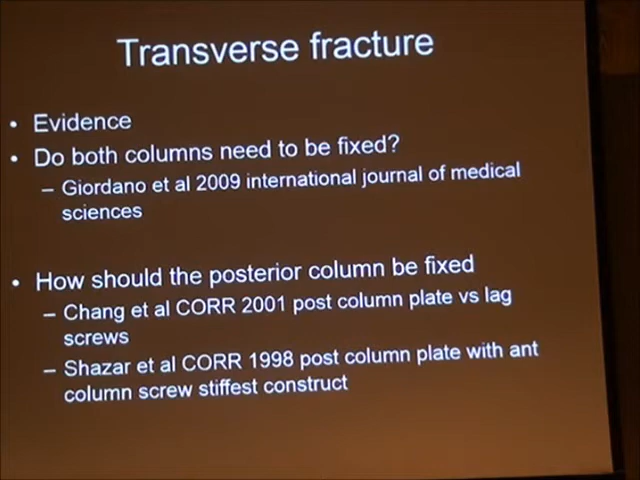 Transverse fracture
• Evidence
• Do both columns need to be fixed?
– Giordano et al 2009 international journal of medical
sciences
• How should the posterior column be fixed
– Chang et al CORR 2001 post column plate vs lag
screws
– Shazar et al CORR 1998 post column plate with ant
column screw stiffest construct